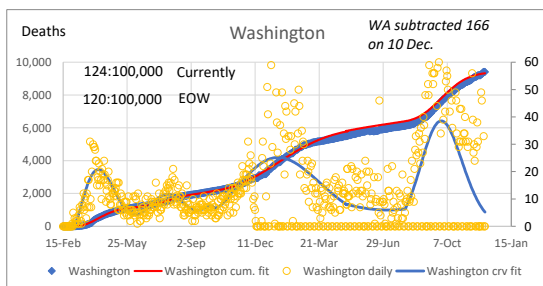 Deaths
Washington
WA subtracted 166
on 10 Dec.
124:100,000 Currently
120:100,000 EOW
10,000
8,000
6,000
4,000
2,000
0
60
50
40
30
20
10
0
15-Feb 25-May 2-Sep 11-Dec 21-Mar 29-Jun 7-Oct 15-Jan
Washington Washington cum. fit Washington daily Washington crv fit